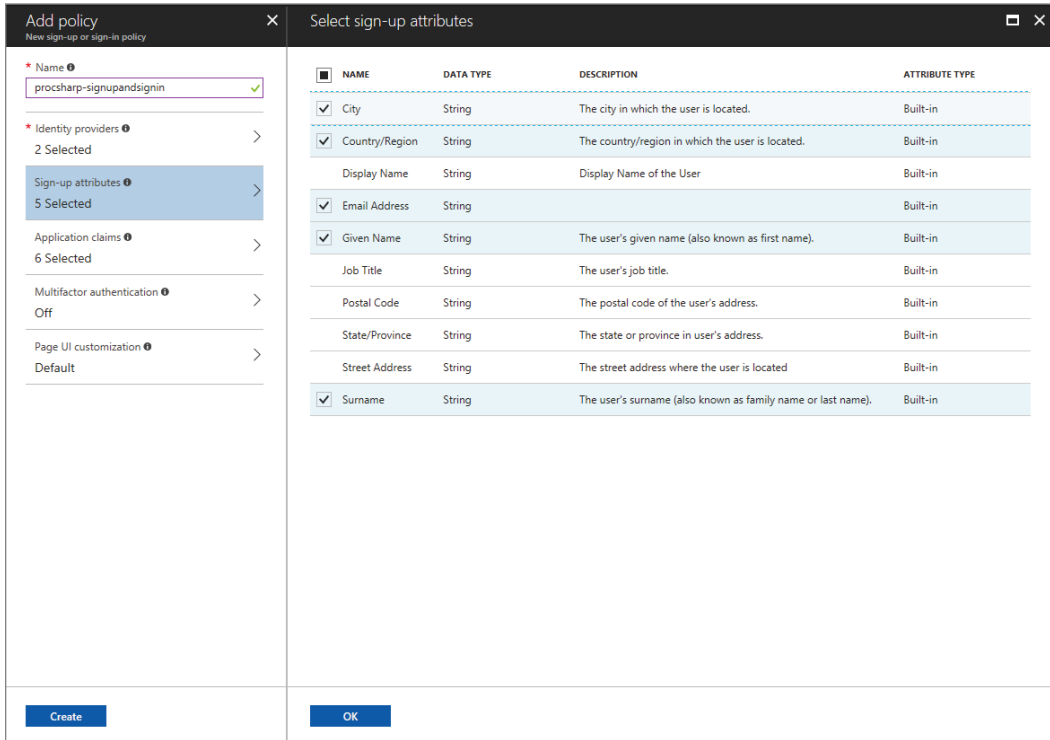 Add policy
New sign-up or sign-in policy
* Name
procsharp-signupandsignin
* Identity providers
2 Selected
Sign-up attributes
5 Selected
Application claims
6 Selected
Multifactor authentication
Off
Page UI customization
Default
Create
Select sign-up attributes
NAME DATA TYPE DESCRIPTION ATTRIBUTE TYPE
City String The city in which the user is located. Built-in
Country/Region String The country/region in which the user is located. Built-in
Display Name String Display Name of the User Built-in
Email Address String Built-in
Given Name String The user's given name (also known as first name). Built-in
Job Title String The user's job title. Built-in
Postal Code String The postal code of the user's address. Built-in
State/Province String The state or province in user's address. Built-in
Street Address String The street address where the user is located Built-in
Surname String The user's surname (also known as family name or last name). Built-in
OK